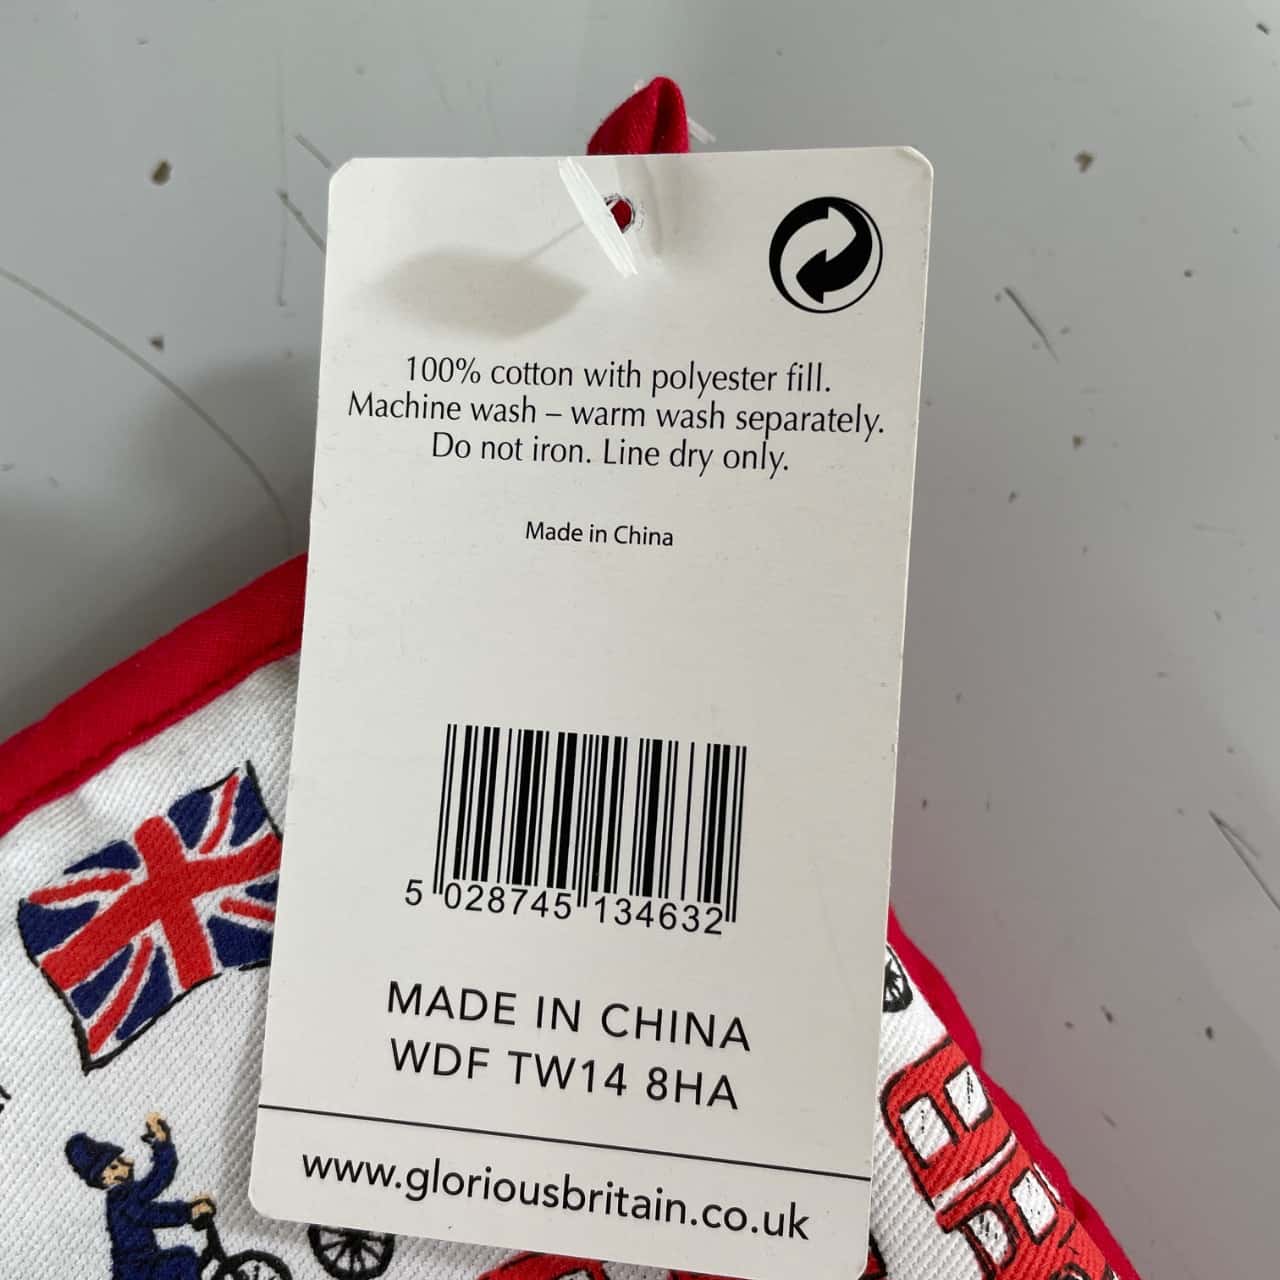 100% cotton with polyester fill.
Machine wash – warm wash separately.
Do not iron. Line dry only.
Made in China
5 028745 134632
MADE IN CHINA
WDF TW14 8HA
www.gloriousbritain.co.uk